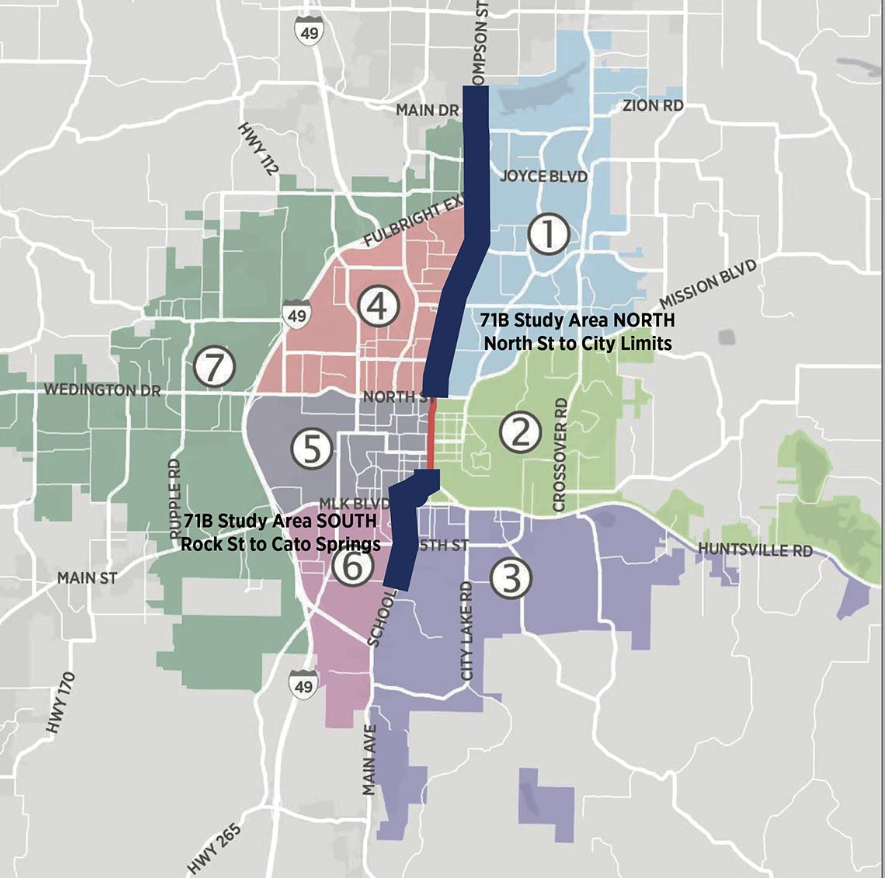 49
OMPSON ST
MAIN DR
ZION RD
HWY 112
JOYCE BLVD
FULBRIGHT EX
1
MISSION BLVD
4
49
71B Study Area NORTH
North St to City Limits
7
WEDINGTON DR
NORTH S
2
CROSSOVER RD
5
RUPPLE RD
MLK BLVD
71B Study Area SOUTH
Rock St to Cato Springs
5TH ST
HUNTSVILLE RD
6
MAIN ST
3
SCHOOL
CITY LAKE RD
49
HWY 170
MAIN AVE
HWY 265